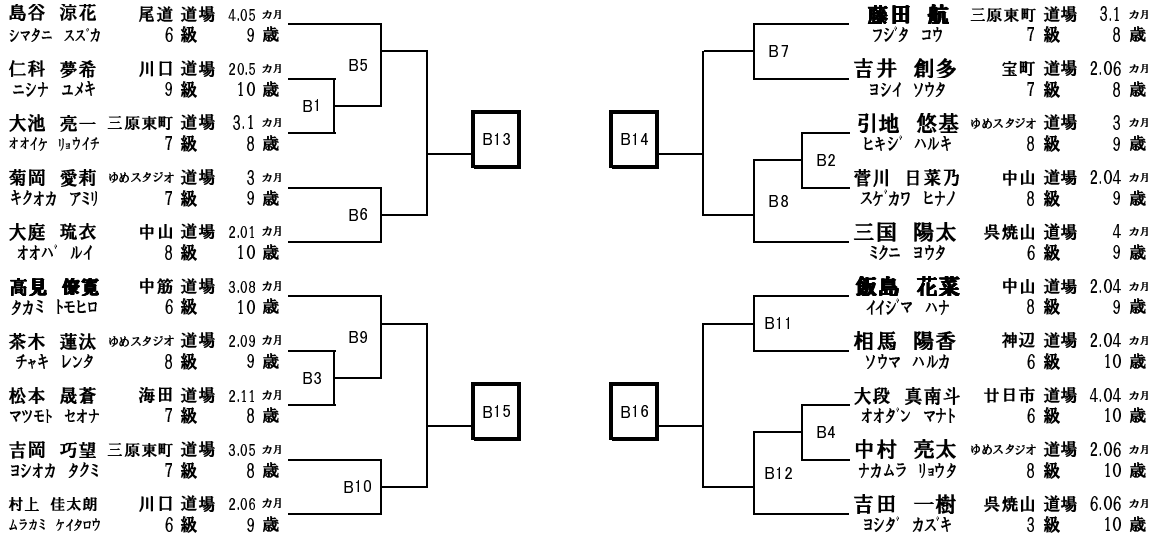 島谷 涼花 尾道 道場 4.05 カ月
シマタニ スズカ 6 級 9 歳
仁科 夢希 川口 道場 20.5 カ月
ニシナ ユメキ 9 級 10 歳
大池 亮一 三原東町 道場 3.1 カ月
オオイケ リョウイチ 7 級 8 歳
菊岡 愛莉 ゆめスタジオ 道場 3 カ月
キクオカ アミリ 7 級 9 歳
大庭 琉衣 中山 道場 2.01 カ月
オオバ ルイ 8 級 10 歳
高見 僚寛 中筋 道場 3.08 カ月
タカミ トモヒロ 6 級 10 歳
茶木 蓮汰 ゆめスタジオ 道場 2.09 カ月
チャキ レンタ 8 級 9 歳
松本 晟蒼 海田 道場 2.11 カ月
マツモト セオナ 7 級 8 歳
吉岡 巧望 三原東町 道場 3.05 カ月
ヨシオカ タクミ 7 級 8 歳
村上 佳太朗 川口 道場 2.06 カ月
ムラカミ ケイタロウ 6 級 9 歳
B5
B1
B13
B6
B9
B3
B15
B10
B7
B14
B2
B8
B11
B16
B4
B12
藤田 航 三原東町 道場 3.1 カ月
フジタ コウ 7 級 8 歳
吉井 創多 宝町 道場 2.06 カ月
ヨシイ ソウタ 7 級 8 歳
引地 悠基 ゆめスタジオ 道場 3 カ月
ヒキジ ハルキ 8 級 9 歳
菅川 日菜乃 中山 道場 2.04 カ月
スゲカワ ヒナノ 8 級 9 歳
三国 陽太 呉焼山 道場 4 カ月
ミクニ ヨウタ 6 級 9 歳
飯島 花菜 中山 道場 2.04 カ月
イイジマ ハナ 8 級 9 歳
相馬 陽香 神辺 道場 2.04 カ月
ソウマ ハルカ 6 級 10 歳
大段 真南斗 廿日市 道場 4.04 カ月
オオダン マナト 6 級 10 歳
中村 亮太 ゆめスタジオ 道場 2.06 カ月
ナカムラ リョウタ 8 級 10 歳
吉田 一樹 呉焼山 道場 6.06 カ月
ヨシダ カズキ 3 級 10 歳